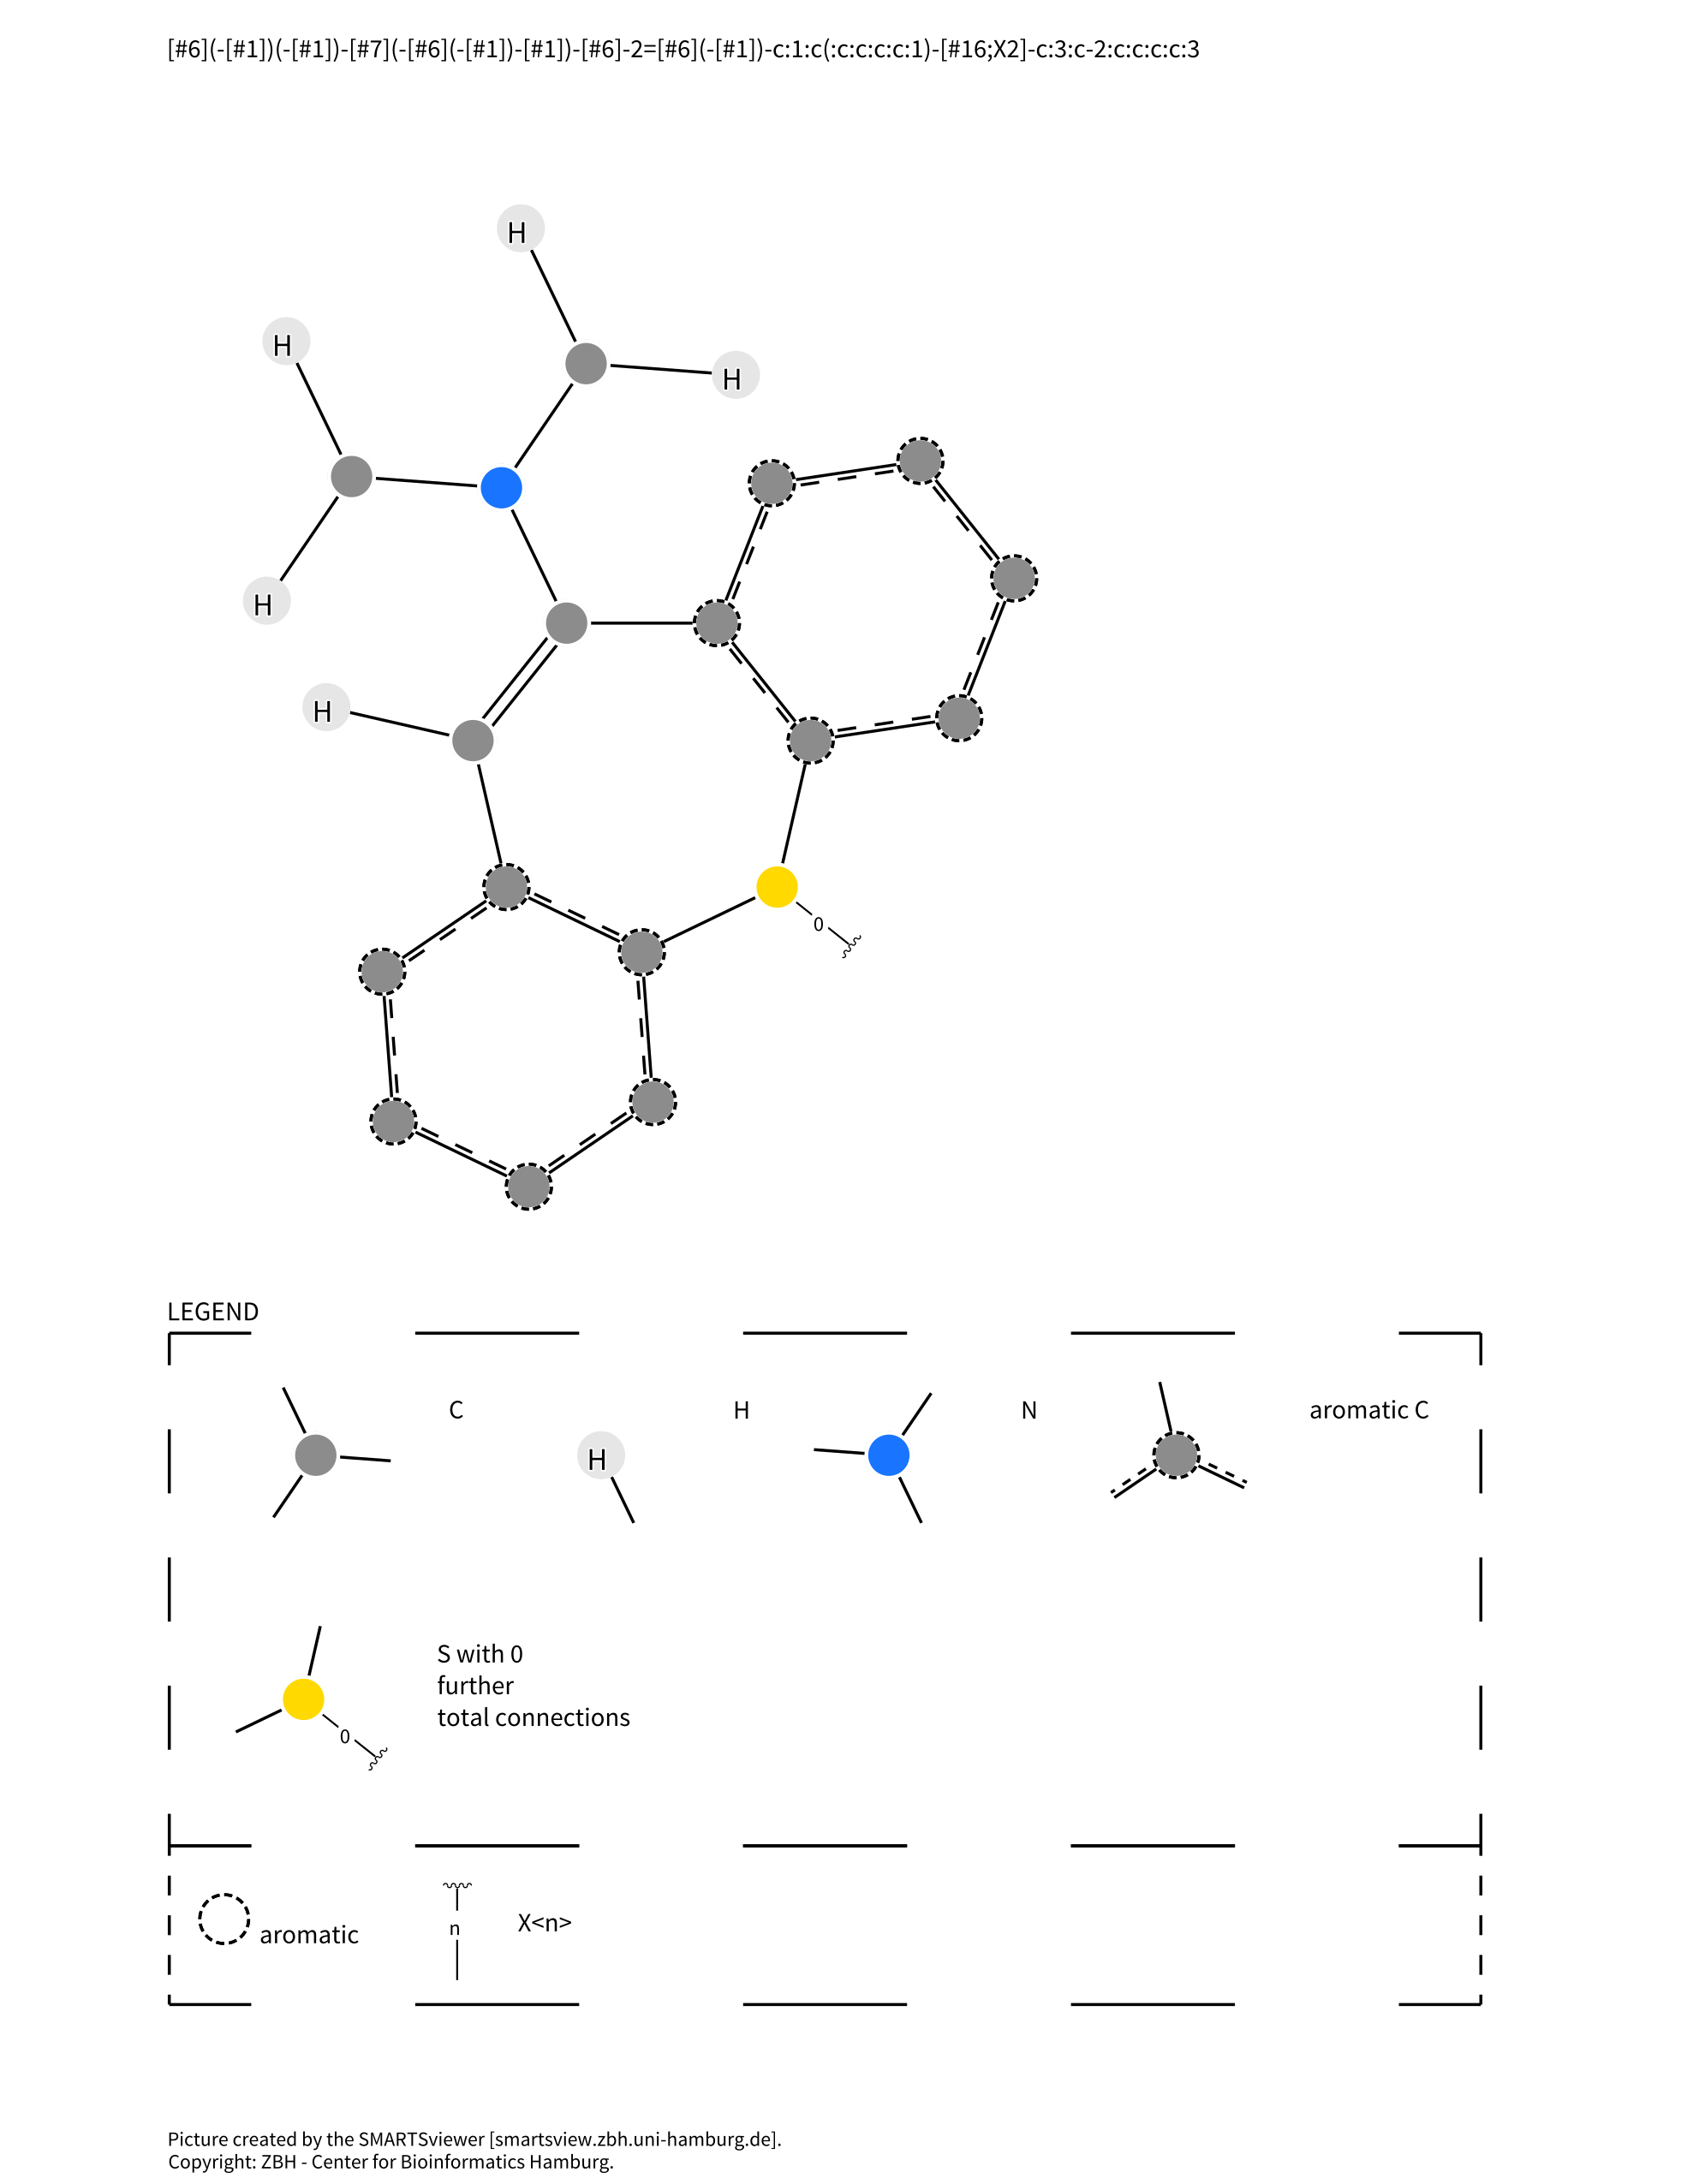 [#6](-[#1])(-[#1])-[#7](-[#6](-[#1])-[#1])-[#6]-2=[#6](-[#1])-c:1:c(:c:c:c:c:1)-[#16;X2]-c:3:c-2:c:c:c:c:3
H
H
H
H
H
0
LEGEND
C
H
H
N
aromatic C
S with 0
further
total connections
0
aromatic
n
X<n>
Picture created by the SMARTSviewer [smartsview.zbh.uni-hamburg.de].
Copyright: ZBH - Center for Bioinformatics Hamburg.